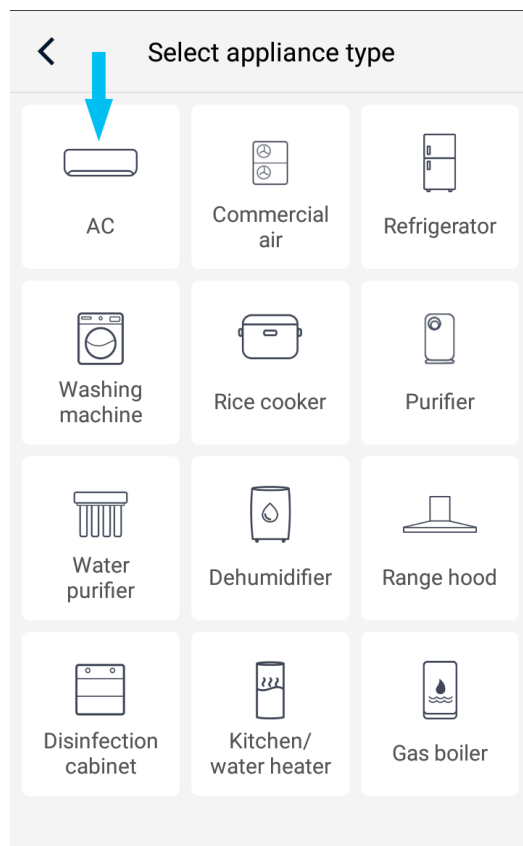 Select appliance type
AC
Commercial
air
Refrigerator
Washing
machine
Rice cooker
Purifier
Water
purifier
Dehumidifier
Range hood
Disinfection
cabinet
Kitchen/
water heater
Gas boiler